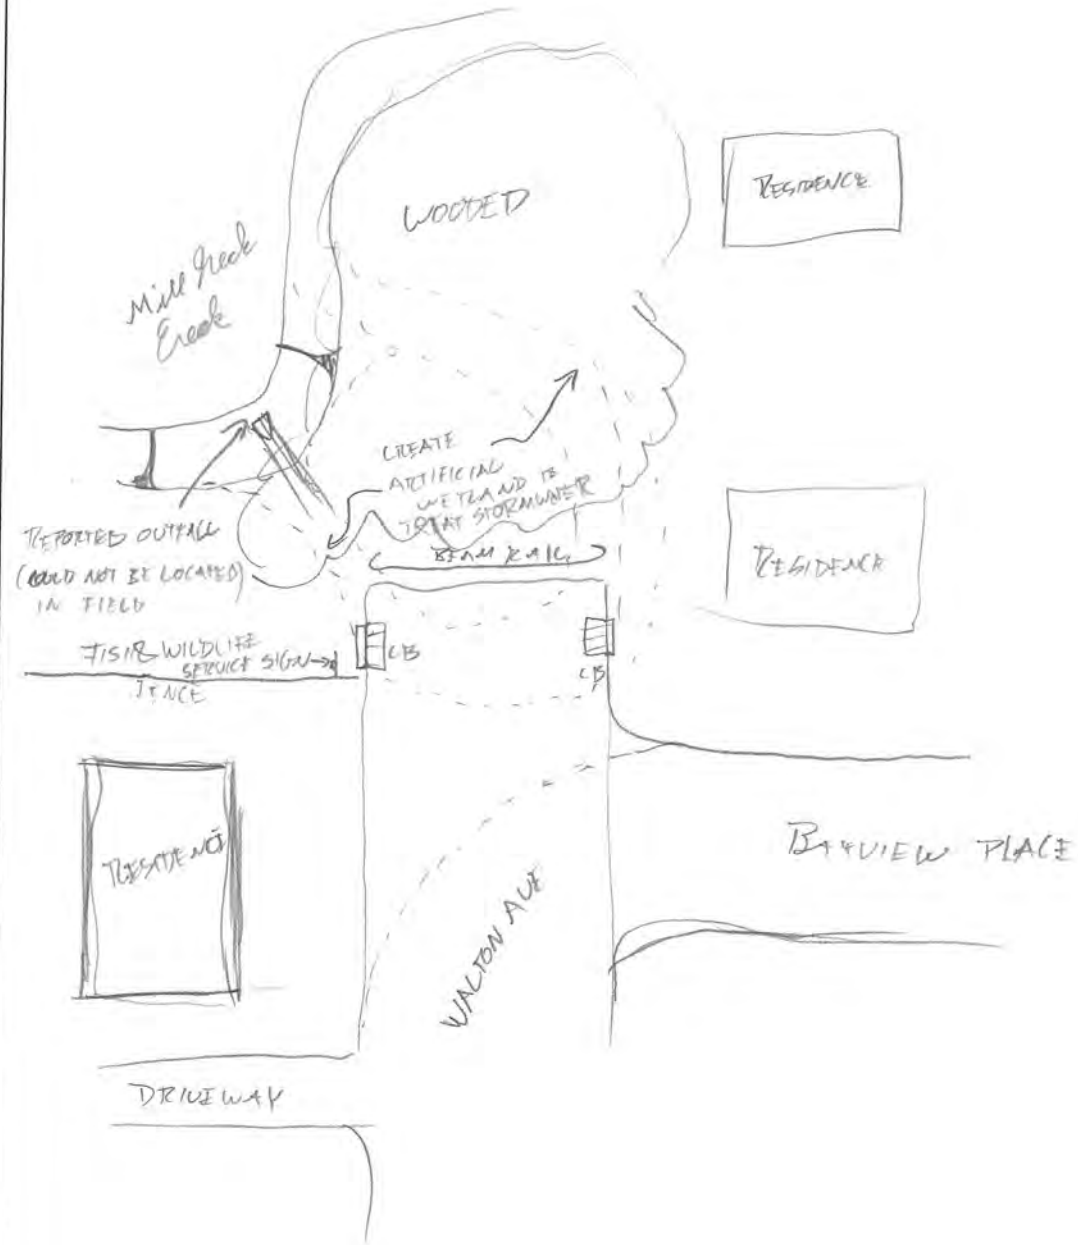 WOODED
RESIDENCE
Mill Neck
Creek
CREATE
ARTIFICIAL
WETLAND TO
TREAT STORMWATER
REPORTED OUTFALL
(COULD NOT BE LOCATED)
IN FIELD
BEAM RAIL
RESIDENCE
FISH & WILDLIFE
SERVICE SIGN
FENCE
CB
CB
RESIDENCE
BAYVIEW PLACE
WALTON AVE
DRIVEWAY